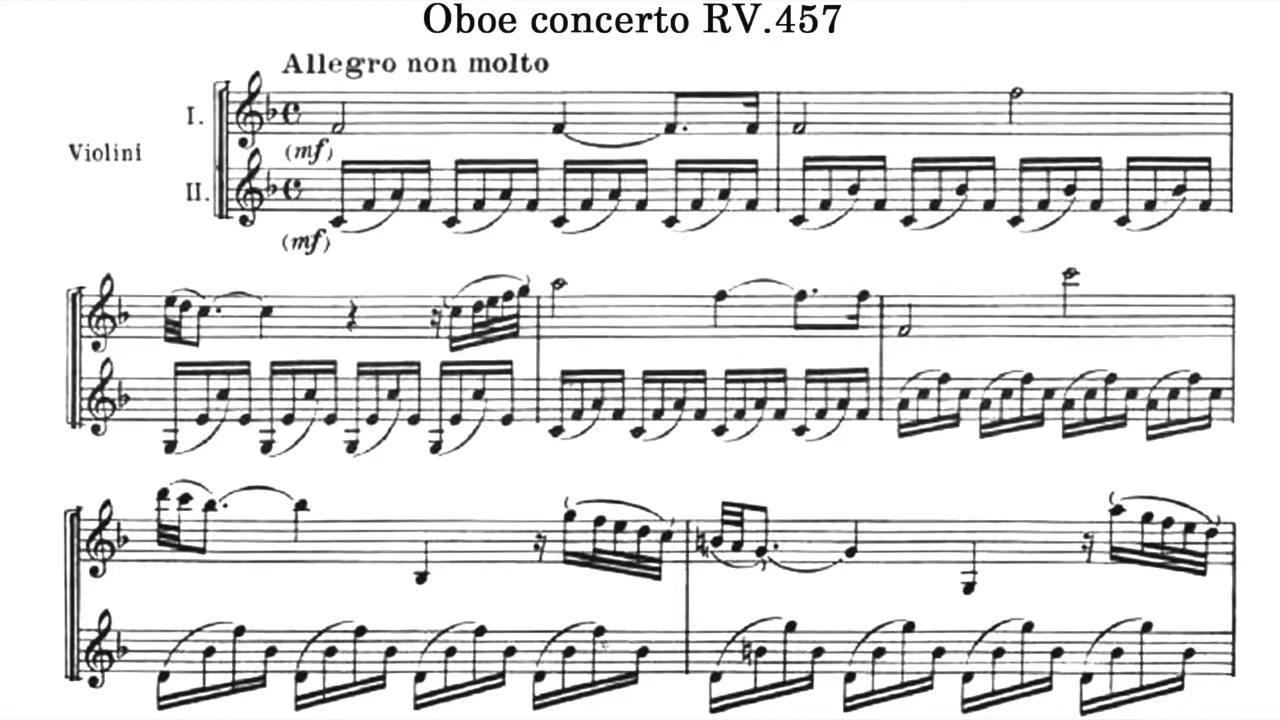 Oboe concerto RV.457
Allegro non molto
I.
(mf)
Violini
II.
(mf)